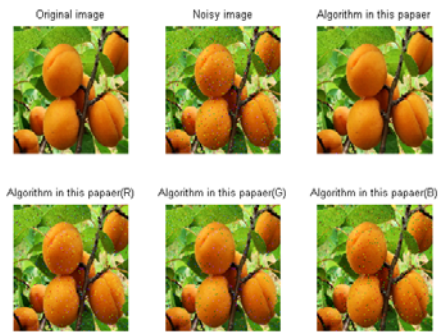 Original image
Noisy image
Algorithm in this papaer
Algorithm in this papaer(R)
Algorithm in this papaer(G)
Algorithm in this papaer(B)